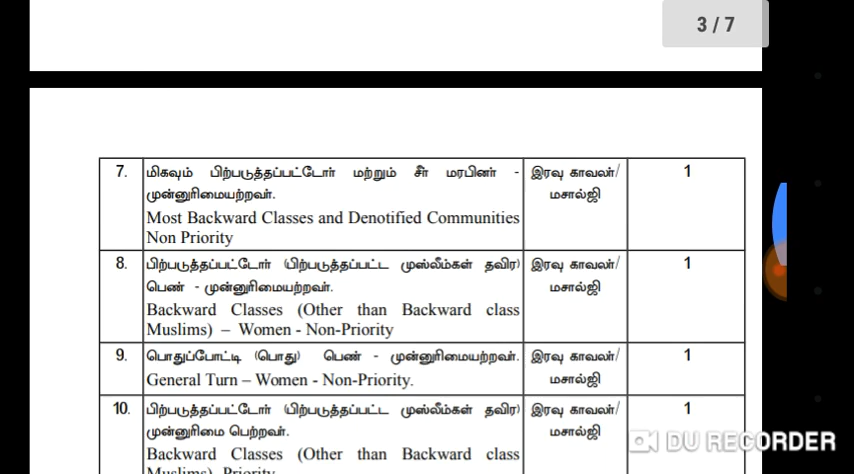 3 / 7
7. மிகவும் பிற்படுத்தப்பட்டோர் மற்றும் சீர் மரபினர் - இரவு காவலர்/ 1
முன்னுரிமையற்றவர். மசால்ஜி
Most Backward Classes and Denotified Communities
Non Priority
8. பிற்படுத்தப்பட்டோர் (பிற்படுத்தப்பட்ட முஸ்லீம்கள் தவிர) இரவு காவலர்/ 1
பெண் - முன்னுரிமையற்றவர். மசால்ஜி
Backward Classes (Other than Backward class
Muslims) – Women - Non-Priority
9. பொதுப்போட்டி (பொது) பெண் - முன்னுரிமையற்றவர். இரவு காவலர்/ 1
General Turn – Women - Non-Priority. மசால்ஜி
10. பிற்படுத்தப்பட்டோர் (பிற்படுத்தப்பட்ட முஸ்லீம்கள் தவிர) இரவு காவலர்/ 1
முன்னுரிமை பெற்றவர். மசால்ஜி
Backward Classes (Other than Backward class
Muslims) Priority
DU RECORDER